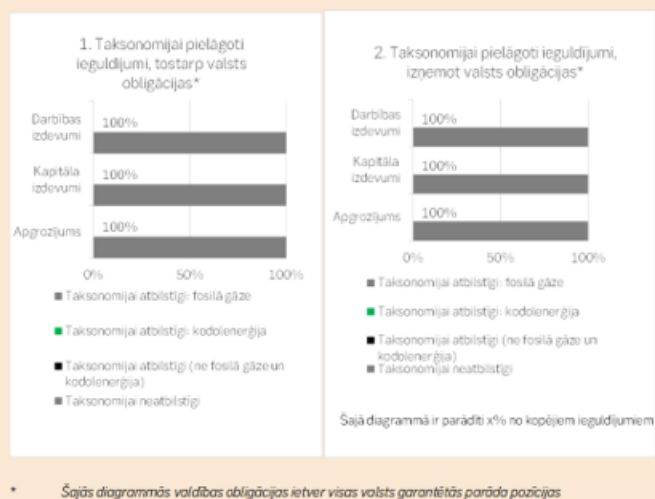 1. Taksonomijai pielāgoti
ieguldījumi, tostarp valsts
obligācijas*
Darbības
izdevumi
100%
Kapitāla
izdevumi
100%
Apgrozījums
100%
0%
50%
100%
Taksonomijai atbilstīgi: fosilā gāze
Taksonomijai atbilstīgi: kodolenerģija
Taksonomijai atbilstīgi (ne fosilā gāze un
kodolenerģija)
Taksonomijai neatbilstīgi
2. Taksonomijai pielāgoti ieguldījumi,
izņemot valsts obligācijas*
Darbības
izdevumi
100%
Kapitāla
izdevumi
100%
Apgrozījums
100%
0%
50%
100%
Taksonomijai atbilstīgi: fosilā gāze
Taksonomijai atbilstīgi: kodolenerģija
Taksonomijai atbilstīgi (ne fosilā gāze un
kodolenerģija)
Taksonomijai neatbilstīgi
Šajā diagrammā ir parādīti x% no kopējiem ieguldījumiem
* Šajās diagrammās valdības obligācijas ietver visas valsts garantētās parāda pozīcijas